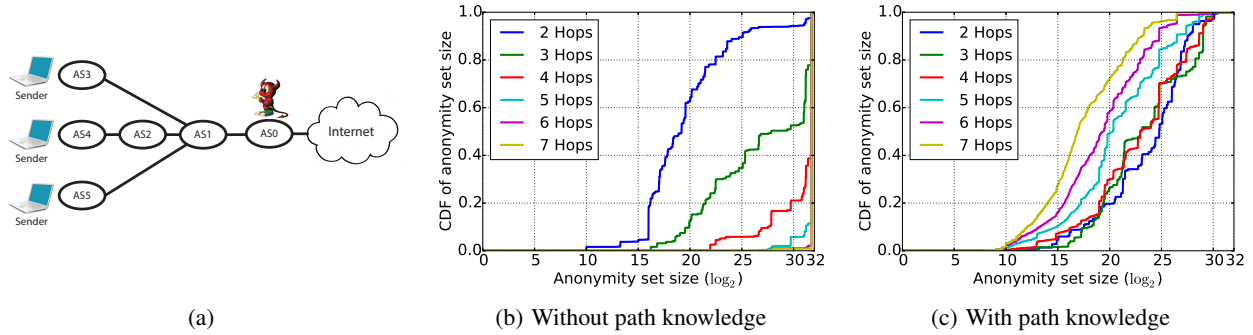 AS3
Sender
AS4
AS2
AS1
AS0
Internet
Sender
AS5
Sender
(a)
CDF of anonymity set size
1.0
0.8
0.6
0.4
0.2
0.0
2 Hops
3 Hops
4 Hops
5 Hops
6 Hops
7 Hops
0 5 10 15 20 25 30 32
Anonymity set size (log₂)
(b) Without path knowledge
CDF of anonymity set size
1.0
0.8
0.6
0.4
0.2
0.0
2 Hops
3 Hops
4 Hops
5 Hops
6 Hops
7 Hops
0 5 10 15 20 25 30 32
Anonymity set size (log₂)
(c) With path knowledge